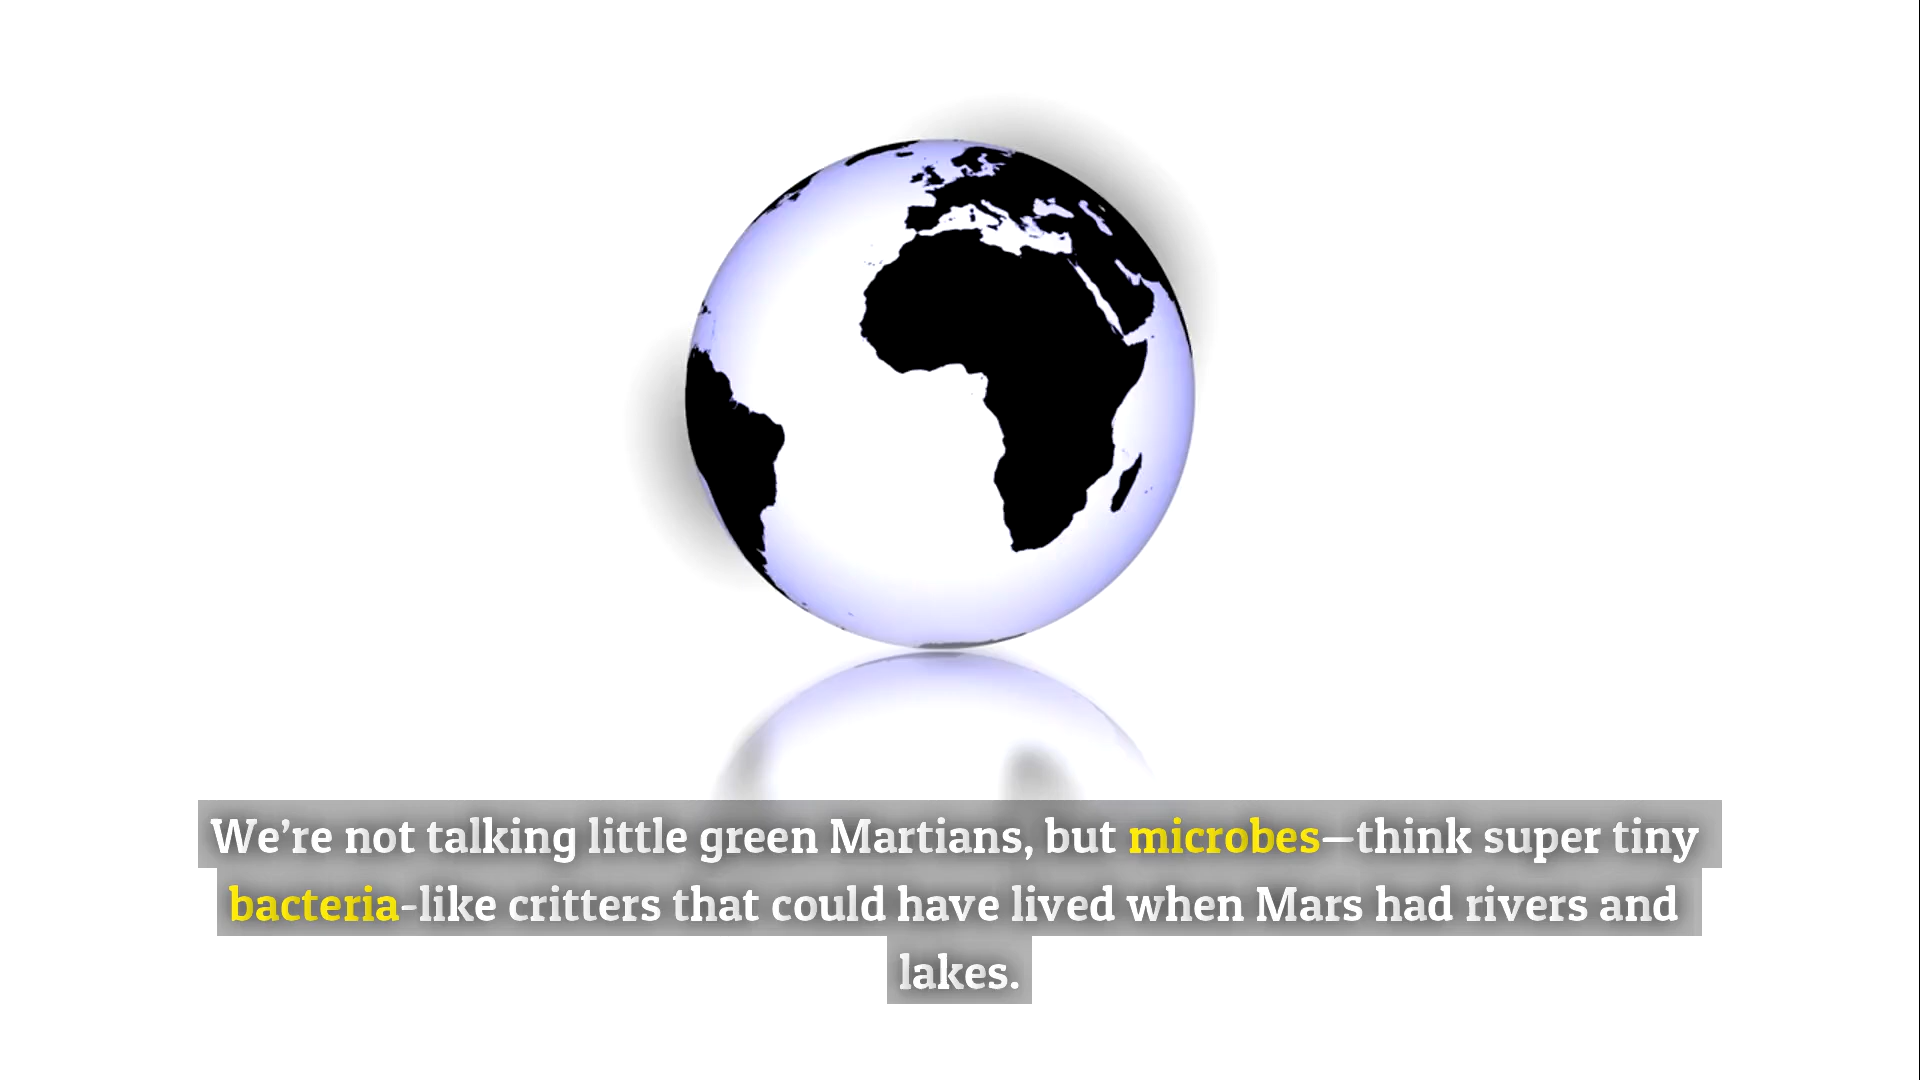 We’re not talking little green Martians, but microbes—think super tiny
bacteria-like critters that could have lived when Mars had rivers and
lakes.